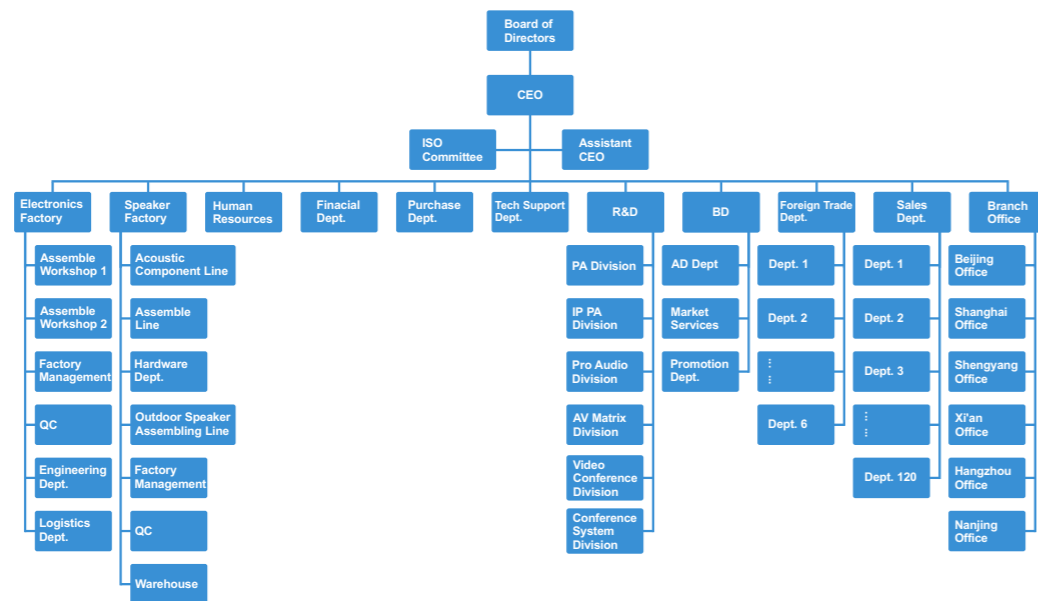 Board of
Directors
CEO
ISO
Committee
Assistant
CEO
Electronics
Factory
Speaker
Factory
Human
Resources
Finacial
Dept.
Purchase
Dept.
Tech Support
Dept.
R&D
BD
Foreign Trade
Dept.
Sales
Dept.
Branch
Office
Assemble
Workshop 1
Assemble
Workshop 2
Factory
Management
QC
Engineering
Dept.
Logistics
Dept.
Acoustic
Component Line
Assemble
Line
Hardware
Dept.
Outdoor Speaker
Assembling Line
Factory
Management
QC
Warehouse
PA Division
IP PA
Division
Pro Audio
Division
AV Matrix
Division
Video
Conference
Division
Conference
System
Division
AD Dept
Market
Services
Promotion
Dept.
Dept. 1
Dept. 2
⋮
⋮
Dept. 6
Dept. 1
Dept. 2
Dept. 3
⋮
⋮
Dept. 120
Beijing
Office
Shanghai
Office
Shengyang
Office
Xi'an
Office
Hangzhou
Office
Nanjing
Office